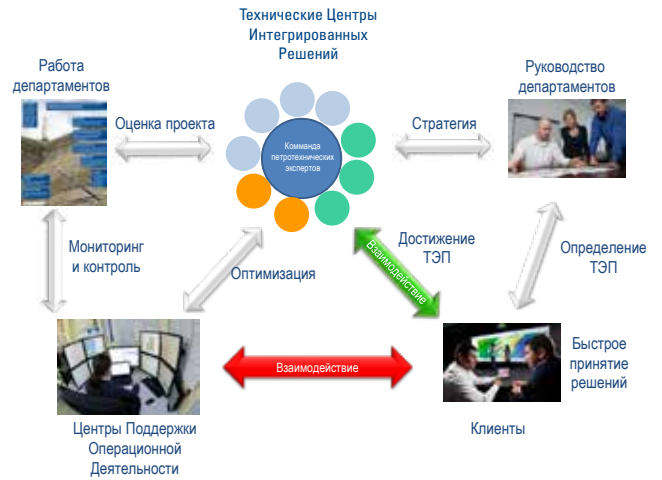 Технические Центры
Интегрированных
Решений
Работа
департаментов
Руководство
департаментов
Оценка проекта
Стратегия
Комманда
петротехнических
экспертов
Мониторинг
и контроль
Оптимизация
Взаимодействие
Достижение
ТЭП
Определение
ТЭП
Взаимодействие
Быстрое
принятие
решений
Центры Поддержки
Операционной
Деятельности
Клиенты